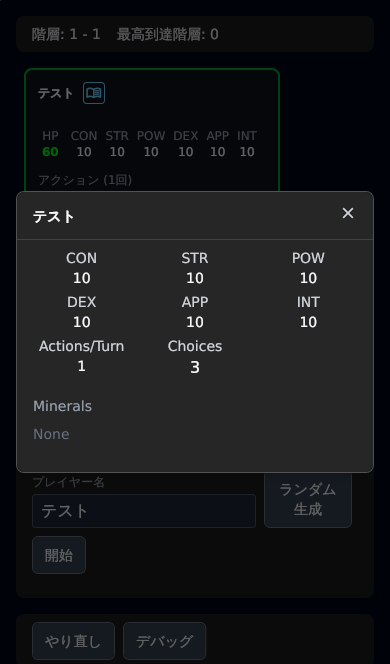 階層: 1 - 1 最高到達階層: 0
テスト
HP CON STR POW DEX APP INT
60 10 10 10 10 10 10
アクション (1回)
テスト ✕
CON STR POW
10 10 10
DEX APP INT
10 10 10
Actions/Turn Choices
1 3
Minerals
None
プレイヤー名
テスト
ランダム
生成
開始
やり直し デバッグ